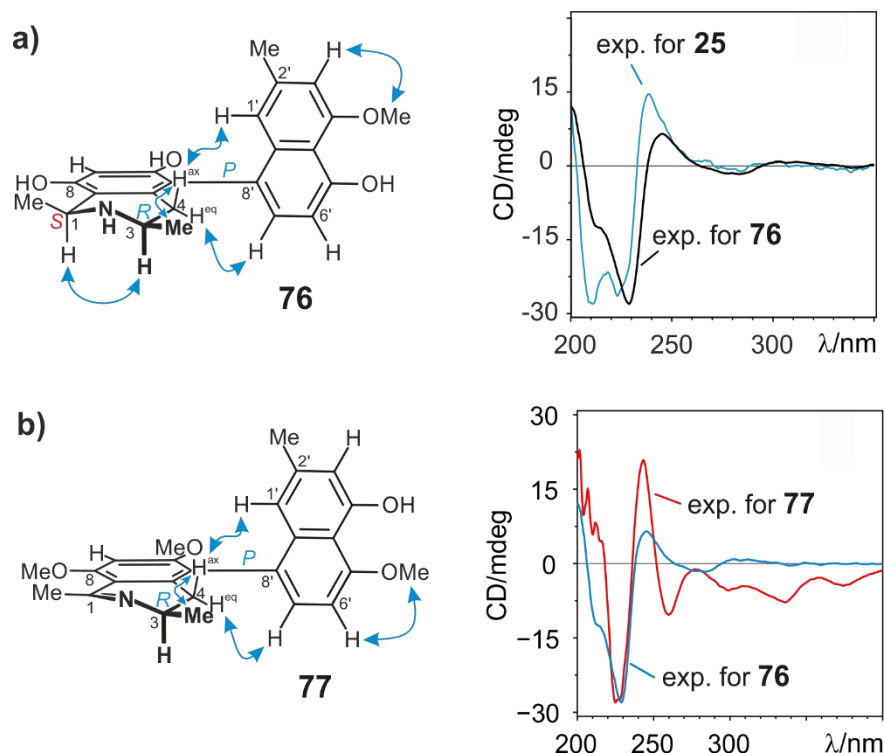 a)
Me
H
2'
H
1'
OMe
HO
H
ax
P
HO
8
8'
OH
Me
N
H
R
4
H
eq
S
1
3
Me
6'
H
H
H
H
76
exp. for 25
15
0
-15
-30
CD/mdeg
exp. for 76
200
250
300
λ/nm
b)
Me
H
2'
H
1'
OH
MeO
H
ax
P
H
MeO
8
8'
OMe
Me
1
N
R
4
H
eq
3
Me
6'
H
H
H
77
30
15
0
−15
−30
CD/mdeg
exp. for 77
exp. for 76
200
250
300
λ/nm